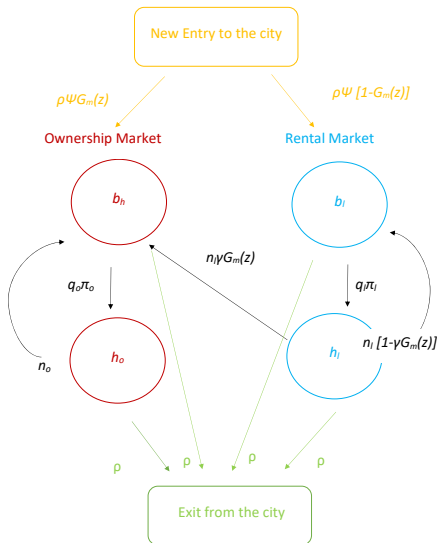 New Entry to the city
ρΨGₘ(z)
ρΨ [1-Gₘ(z)]
Ownership Market
Rental Market
bₕ
bₗ
nₗγGₘ(z)
qₒπₒ
qₗπₗ
nₒ
hₒ
hₗ
nₗ [1-γGₘ(z)]
ρ
ρ
ρ
ρ
Exit from the city